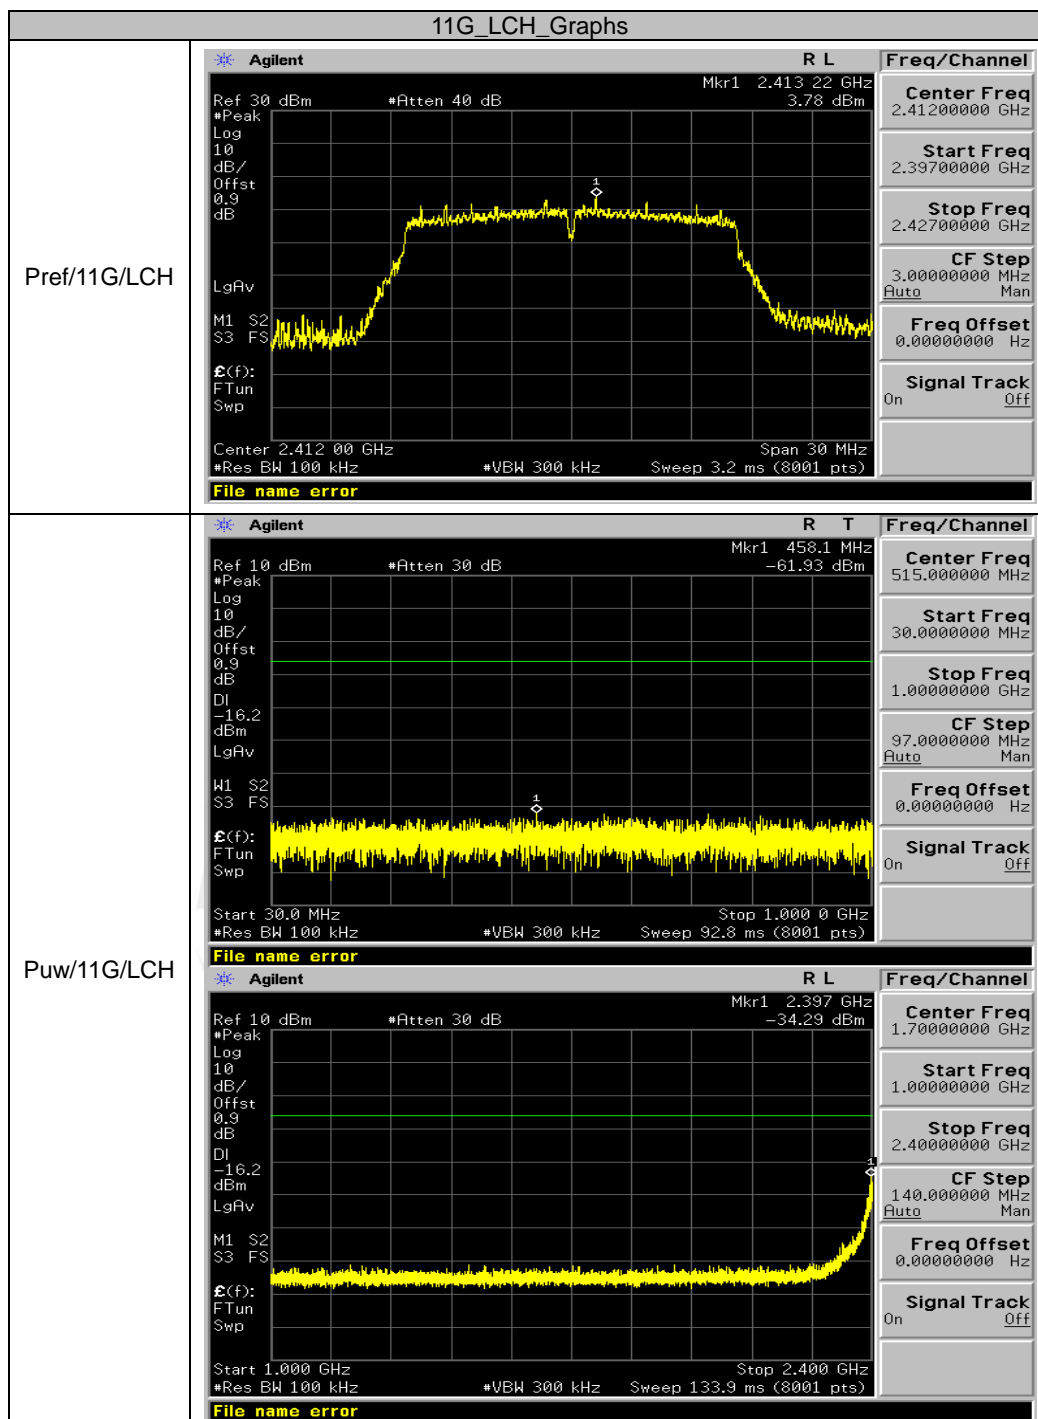 11G_LCH_Graphs
Pref/11G/LCH
Agilent
R L
Freq/Channel
Mkr1 2.413 22 GHz
Ref 30 dBm
#Atten 40 dB
3.78 dBm
#Peak
Log
10
dB/
Offst
0.9
dB
LgAv
M1 S2
S3 FS
£(f):
FTun
Swp
1
Center 2.412 00 GHz
Span 30 MHz
#Res BW 100 kHz
#VBW 300 kHz
Sweep 3.2 ms (8001 pts)
File name error
Center Freq
2.41200000 GHz
Start Freq
2.39700000 GHz
Stop Freq
2.42700000 GHz
CF Step
3.00000000 MHz
Auto Man
Freq Offset
0.00000000 Hz
Signal Track
On Off
Puw/11G/LCH
Agilent
R T
Freq/Channel
Mkr1 458.1 MHz
Ref 10 dBm
#Atten 30 dB
-61.93 dBm
#Peak
Log
10
dB/
Offst
0.9
dB
DI
-16.2
dBm
LgAv
W1 S2
S3 FS
£(f):
FTun
Swp
1
Start 30.0 MHz
Stop 1.000 0 GHz
#Res BW 100 kHz
#VBW 300 kHz
Sweep 92.8 ms (8001 pts)
File name error
Center Freq
515.000000 MHz
Start Freq
30.0000000 MHz
Stop Freq
1.00000000 GHz
CF Step
97.0000000 MHz
Auto Man
Freq Offset
0.00000000 Hz
Signal Track
On Off
Agilent
R L
Freq/Channel
Mkr1 2.397 GHz
Ref 10 dBm
#Atten 30 dB
-34.29 dBm
#Peak
Log
10
dB/
Offst
0.9
dB
DI
-16.2
dBm
LgAv
M1 S2
S3 FS
£(f):
FTun
Swp
1
Start 1.000 GHz
Stop 2.400 GHz
#Res BW 100 kHz
#VBW 300 kHz
Sweep 133.9 ms (8001 pts)
File name error
Center Freq
1.70000000 GHz
Start Freq
1.00000000 GHz
Stop Freq
2.40000000 GHz
CF Step
140.000000 MHz
Auto Man
Freq Offset
0.00000000 Hz
Signal Track
On Off